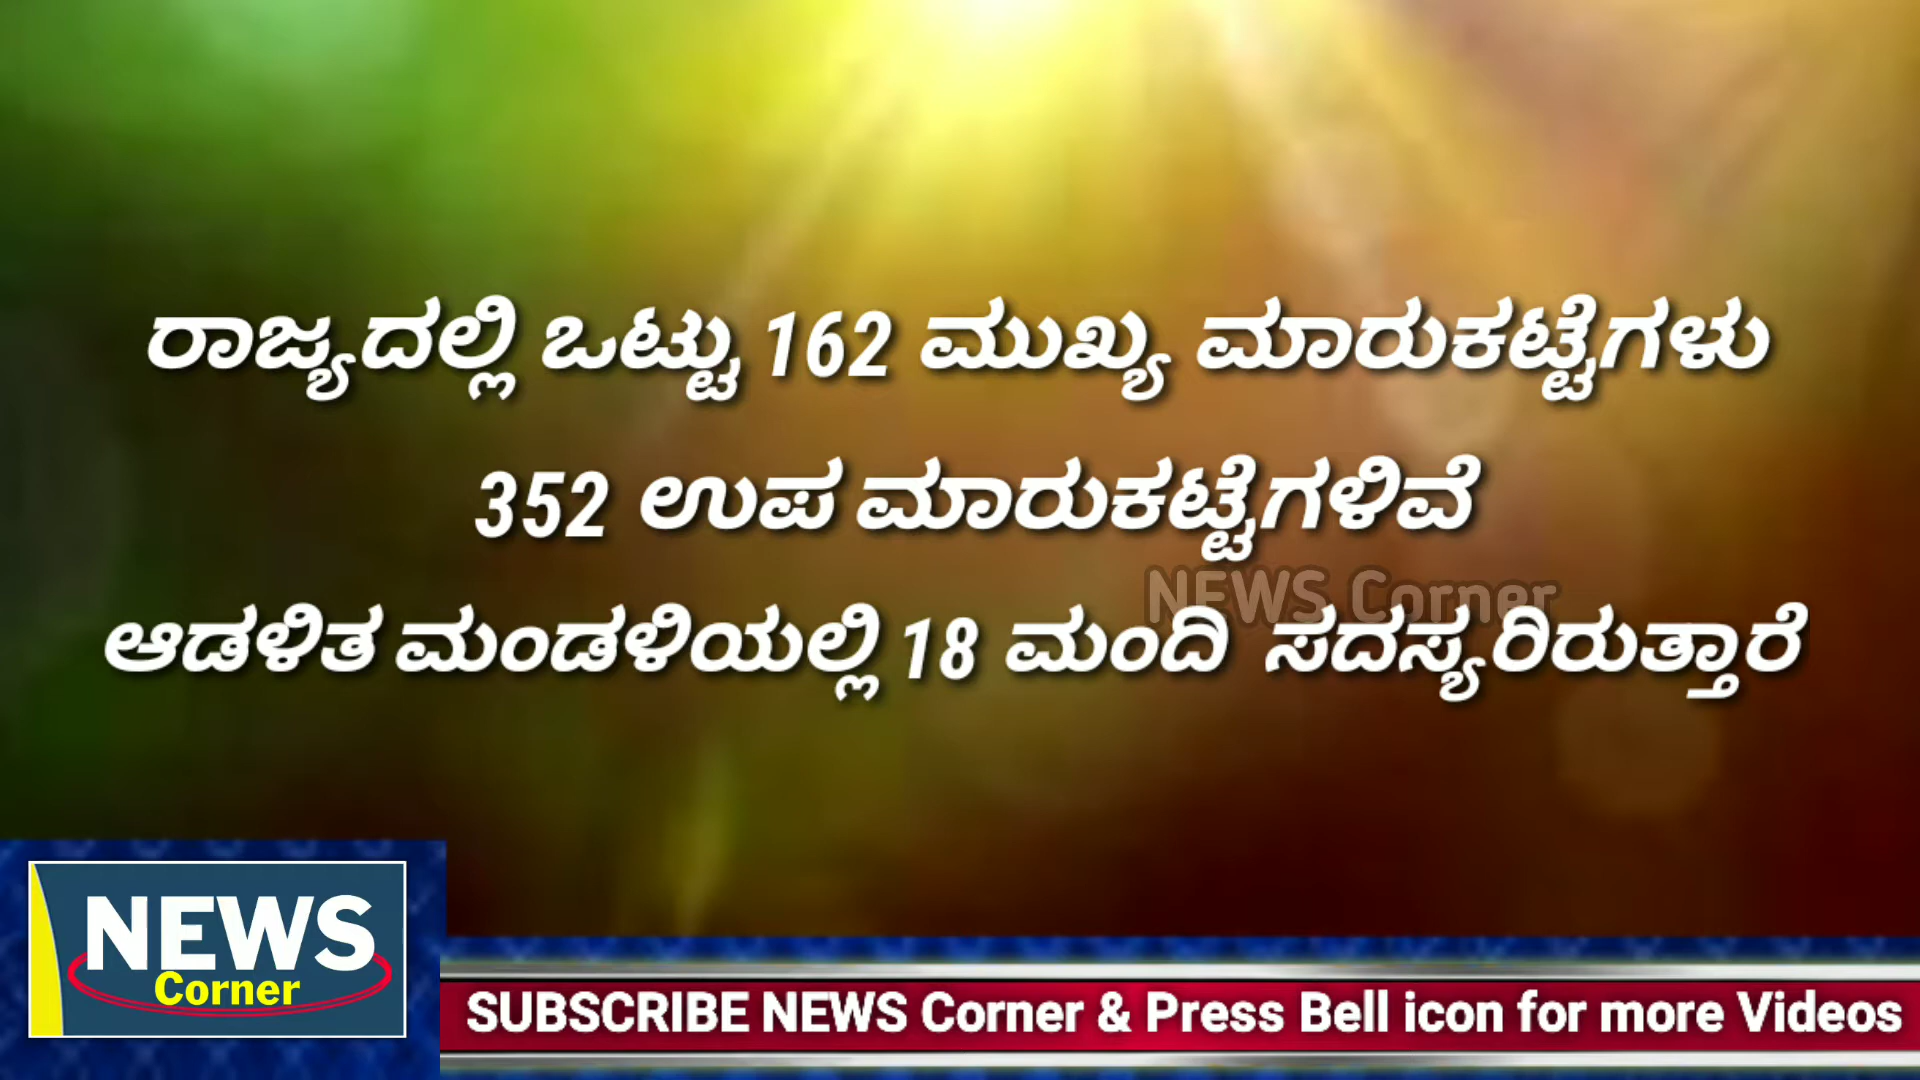 ರಾಜ್ಯದಲ್ಲಿ ಒಟ್ಟು 162 ಮುಖ್ಯ ಮಾರುಕಟ್ಟೆಗಳು
352 ಉಪ ಮಾರುಕಟ್ಟೆಗಳಿವೆ
NEWS Corner
ಆಡಳಿತ ಮಂಡಳಿಯಲ್ಲಿ 18 ಮಂದಿ ಸದಸ್ಯರಿರುತ್ತಾರೆ
NEWS
Corner
SUBSCRIBE NEWS Corner & Press Bell icon for more Videos